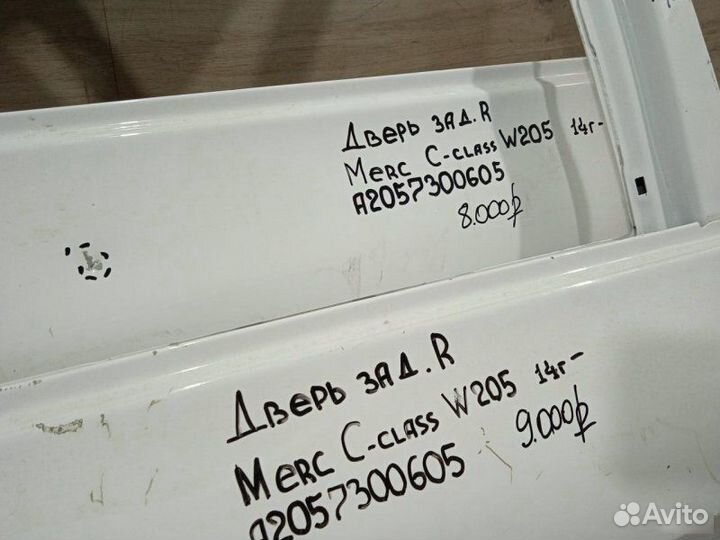 Дверь зад. R
Merc C-class W205 14г-
A2057300605
8.000₽
Дверь зад. R
Merc C-class W205 14г-
A2057300605
9.000₽
Avito